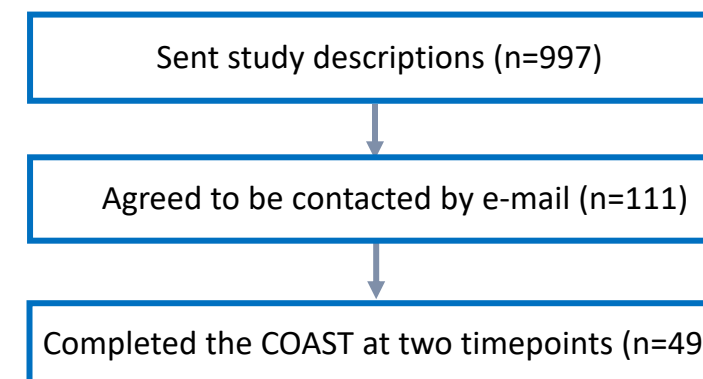 Sent study descriptions (n=997)
Agreed to be contacted by e-mail (n=111)
Completed the COAST at two timepoints (n=49